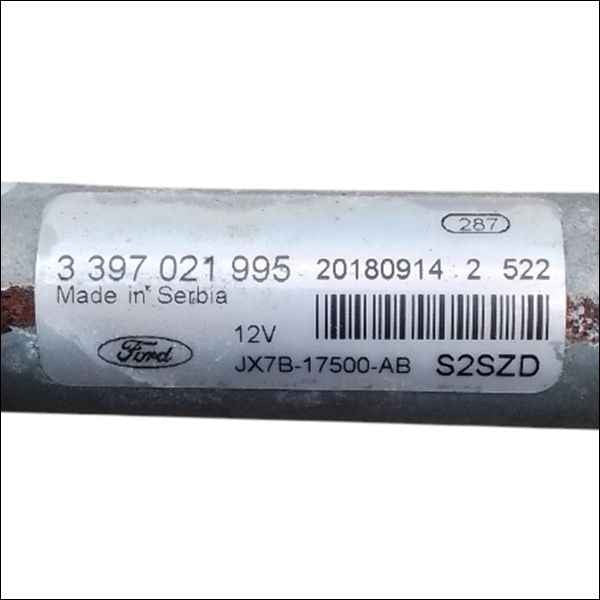 287
3 397 021 995 20180914 2 522
Made in Serbia
12V
Ford JX7B-17500-AB S2SZD